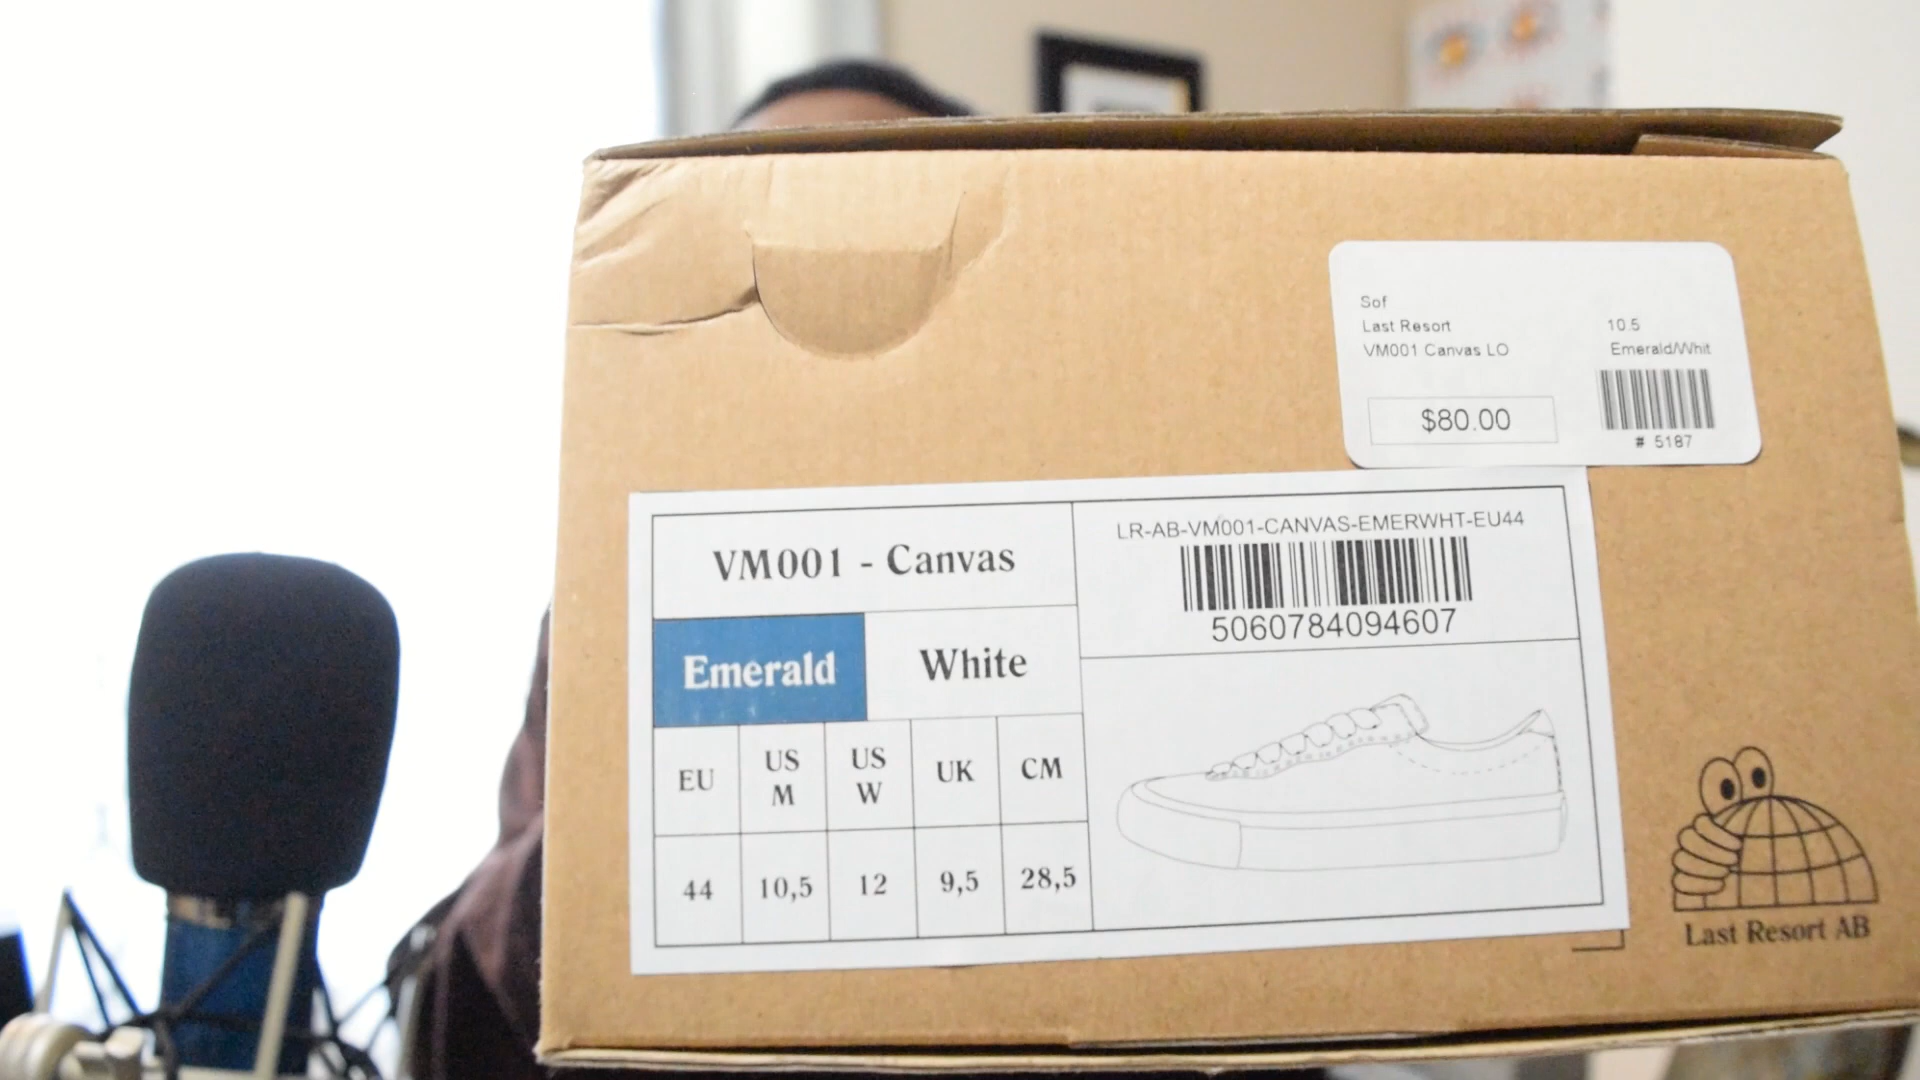 Sof
Last Resort 10.5
VM001 Canvas LO Emerald/Whit
$80.00
# 5187
VM001 - Canvas
Emerald White
EU US M US W UK CM
44 10,5 12 9,5 28,5
LR-AB-VM001-CANVAS-EMERWHT-EU44
5060784094607
Last Resort AB